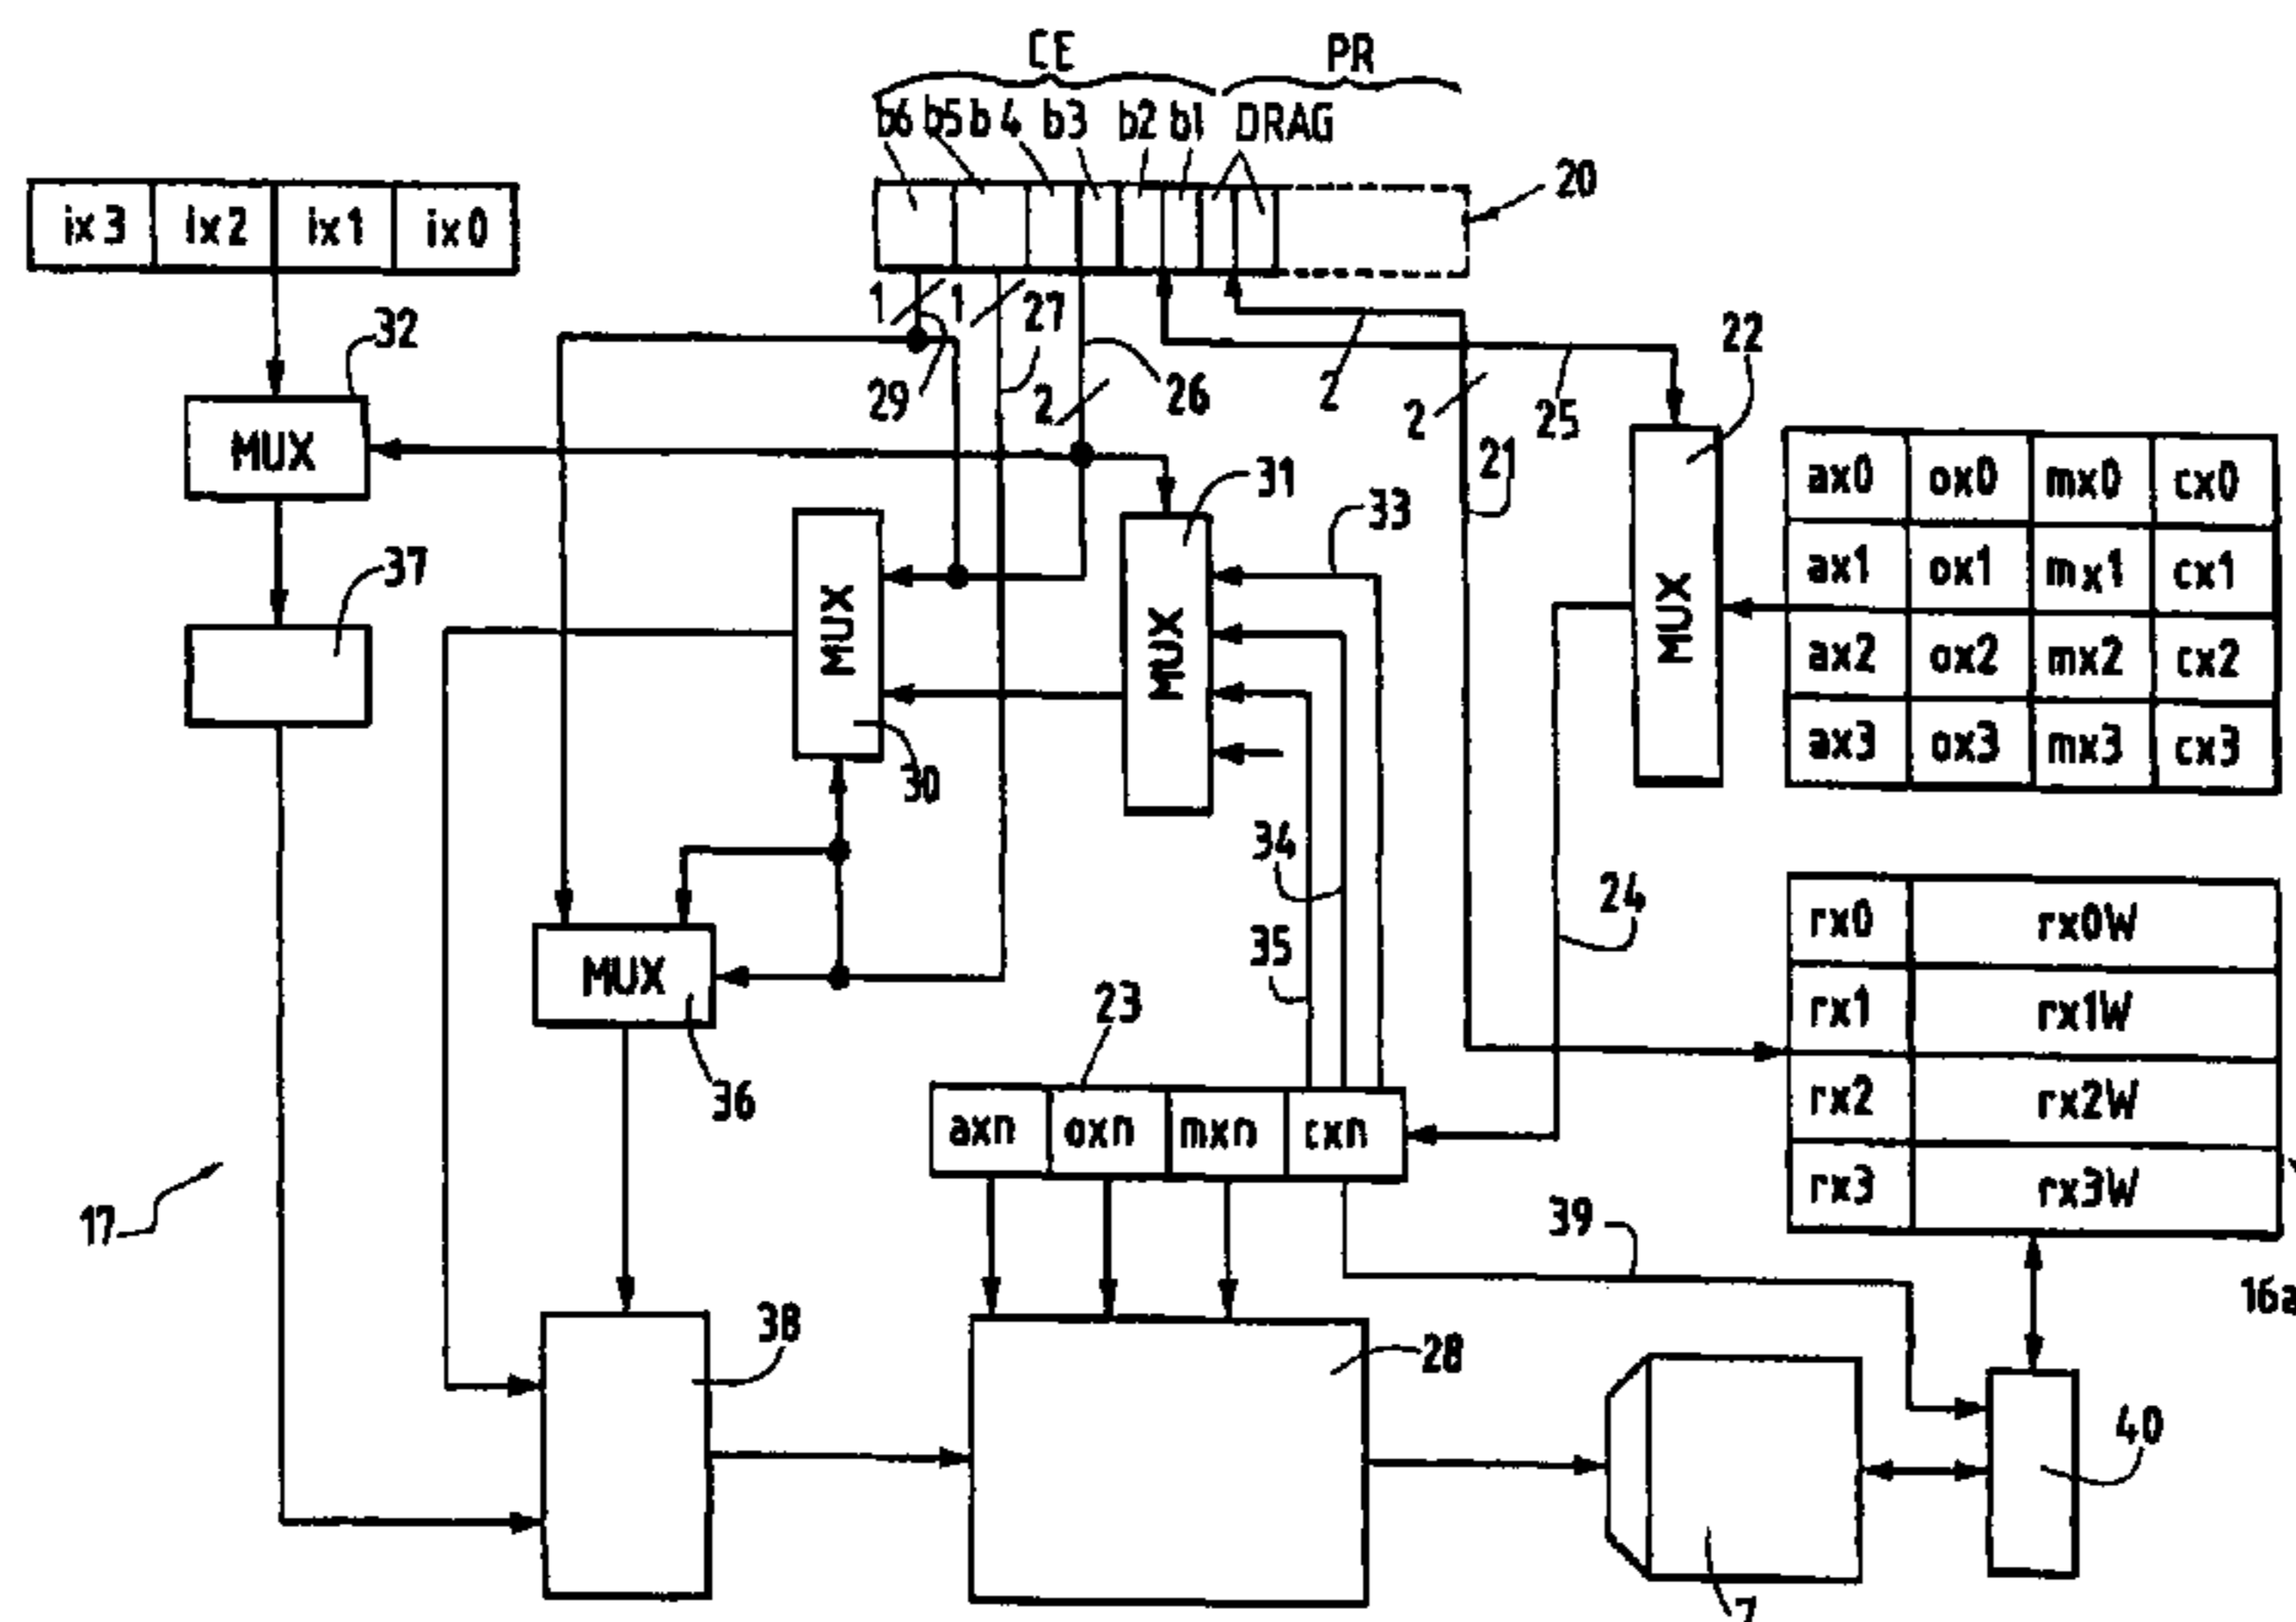 CE PR
b6 b5 b 4 b3 b2 b1 DRAG
20
ix3 ix2 ix1 ix0
1 1 27
32 22
29 2 26 2 2 25
MUX
21
31 33
ax0 ox0 mx0 cx0
37
MUX MUX MUX
ax1 ox1 mx1 cx1
ax2 ox2 mx2 cx2
ax3 ox3 mx3 cx3
30
34
24
35
rx0 rx0W
MUX
23
rx1 rx1W
36
axn oxn mxn cxn
rx2 rx2W
rx3 rx3W
17
39
16a
38
28
40
7